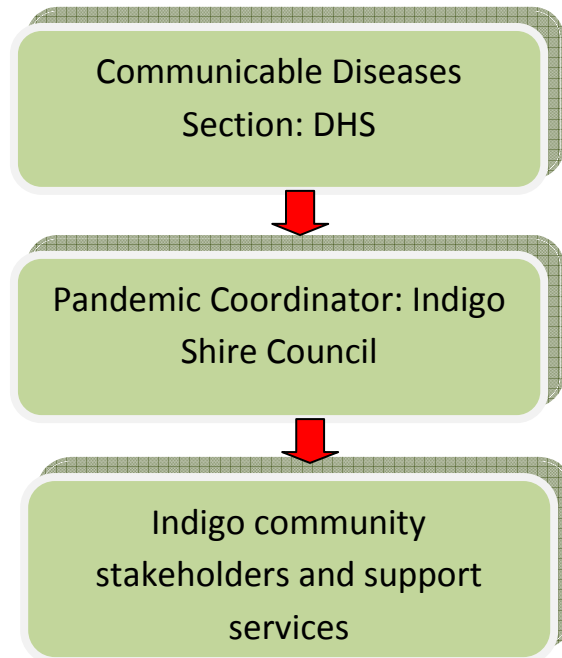 Communicable Diseases
Section: DHS
Pandemic Coordinator: Indigo
Shire Council
Indigo community
stakeholders and support
services